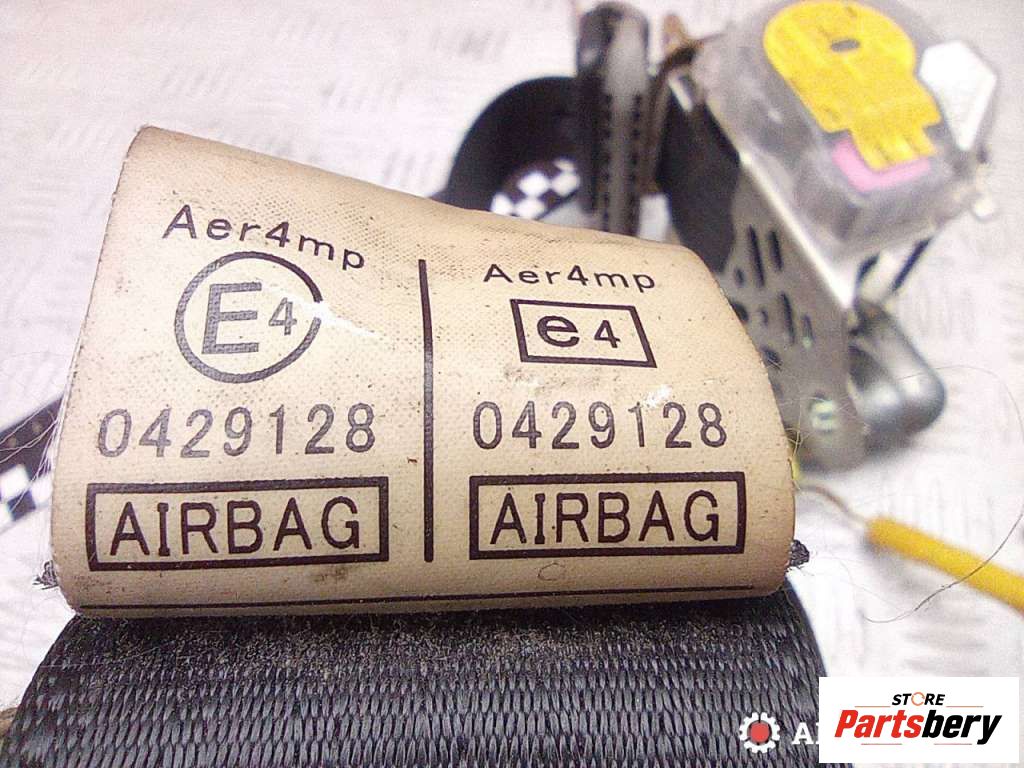 Aer4mp
E4
0429128
AIRBAG
Aer4mp
e4
0429128
AIRBAG
STORE
Partsbery